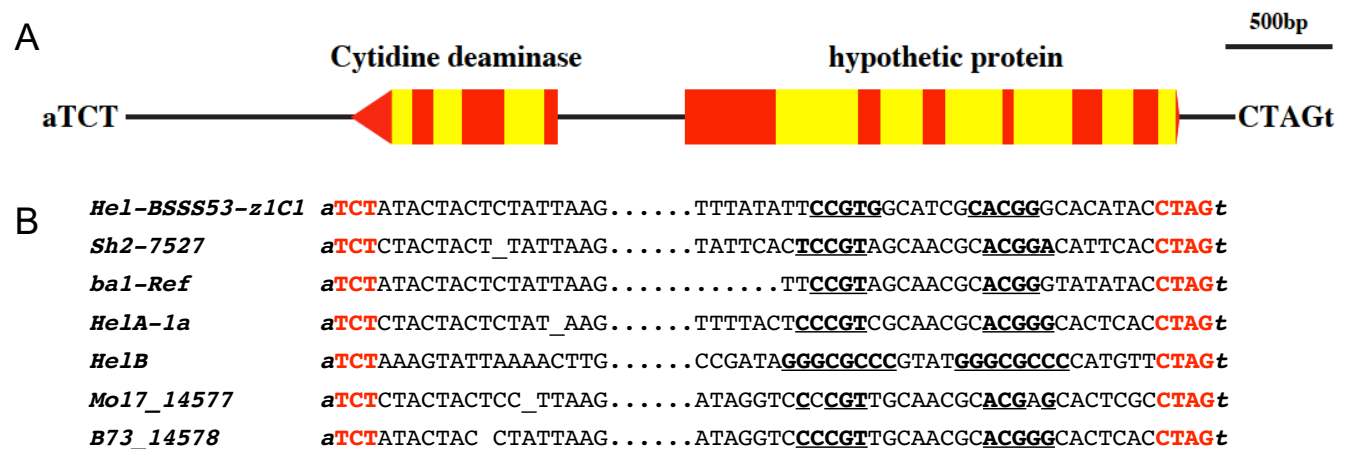 A
500bp
Cytidine deaminase hypothetic protein
aTCT CTAGt
B
Hel-BSSS53-z1C1 aTCTATACTACTCTATTAAG......TTTATATTCCGTGGCATCGCACGGGCACATACCTAGt
Sh2-7527 aTCTCTACTACT_TATTAAG......TATTCACTCCGTAGCAACGCACGGACATTCACCTAGt
ba1-Ref aTCTATACTACTCTATTAAG............TTCCGTAGCAACGCACGGGTATATACCTAGt
HelA-1a aTCTCTACTACTCTAT_AAG......TTTTACTCCCGTCGCAACGCACGGGCACTCACCTAGt
HelB aTCTAAAGTATTAAAACTTG......CCGATAGGGCGCCCGTATGGGCGCCCCATGTTCTAGt
Mo17_14577 aTCTCTACTACTCC_TTAAG......ATAGGTCCCCGTTGCAACGCACGAGCACTCGCCTAGt
B73_14578 aTCTATACTAC CTATTAAG......ATAGGTCCCCGTTGCAACGCACGGGCACTCACCTAGt